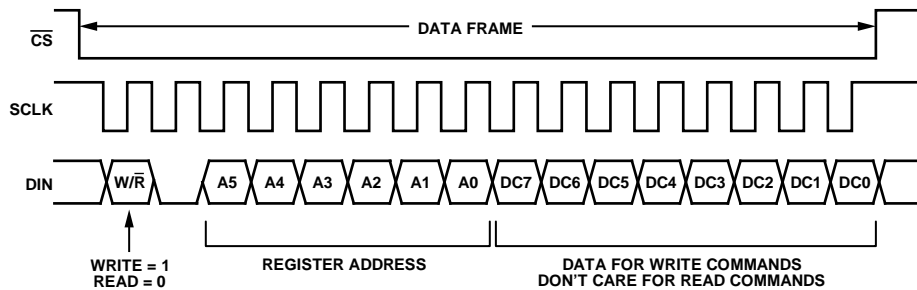 DATA FRAME
C̅S̅
SCLK
DIN
W/R̅ A5 A4 A3 A2 A1 A0 DC7 DC6 DC5 DC4 DC3 DC2 DC1 DC0
WRITE = 1
READ = 0
REGISTER ADDRESS
DATA FOR WRITE COMMANDS
DON'T CARE FOR READ COMMANDS